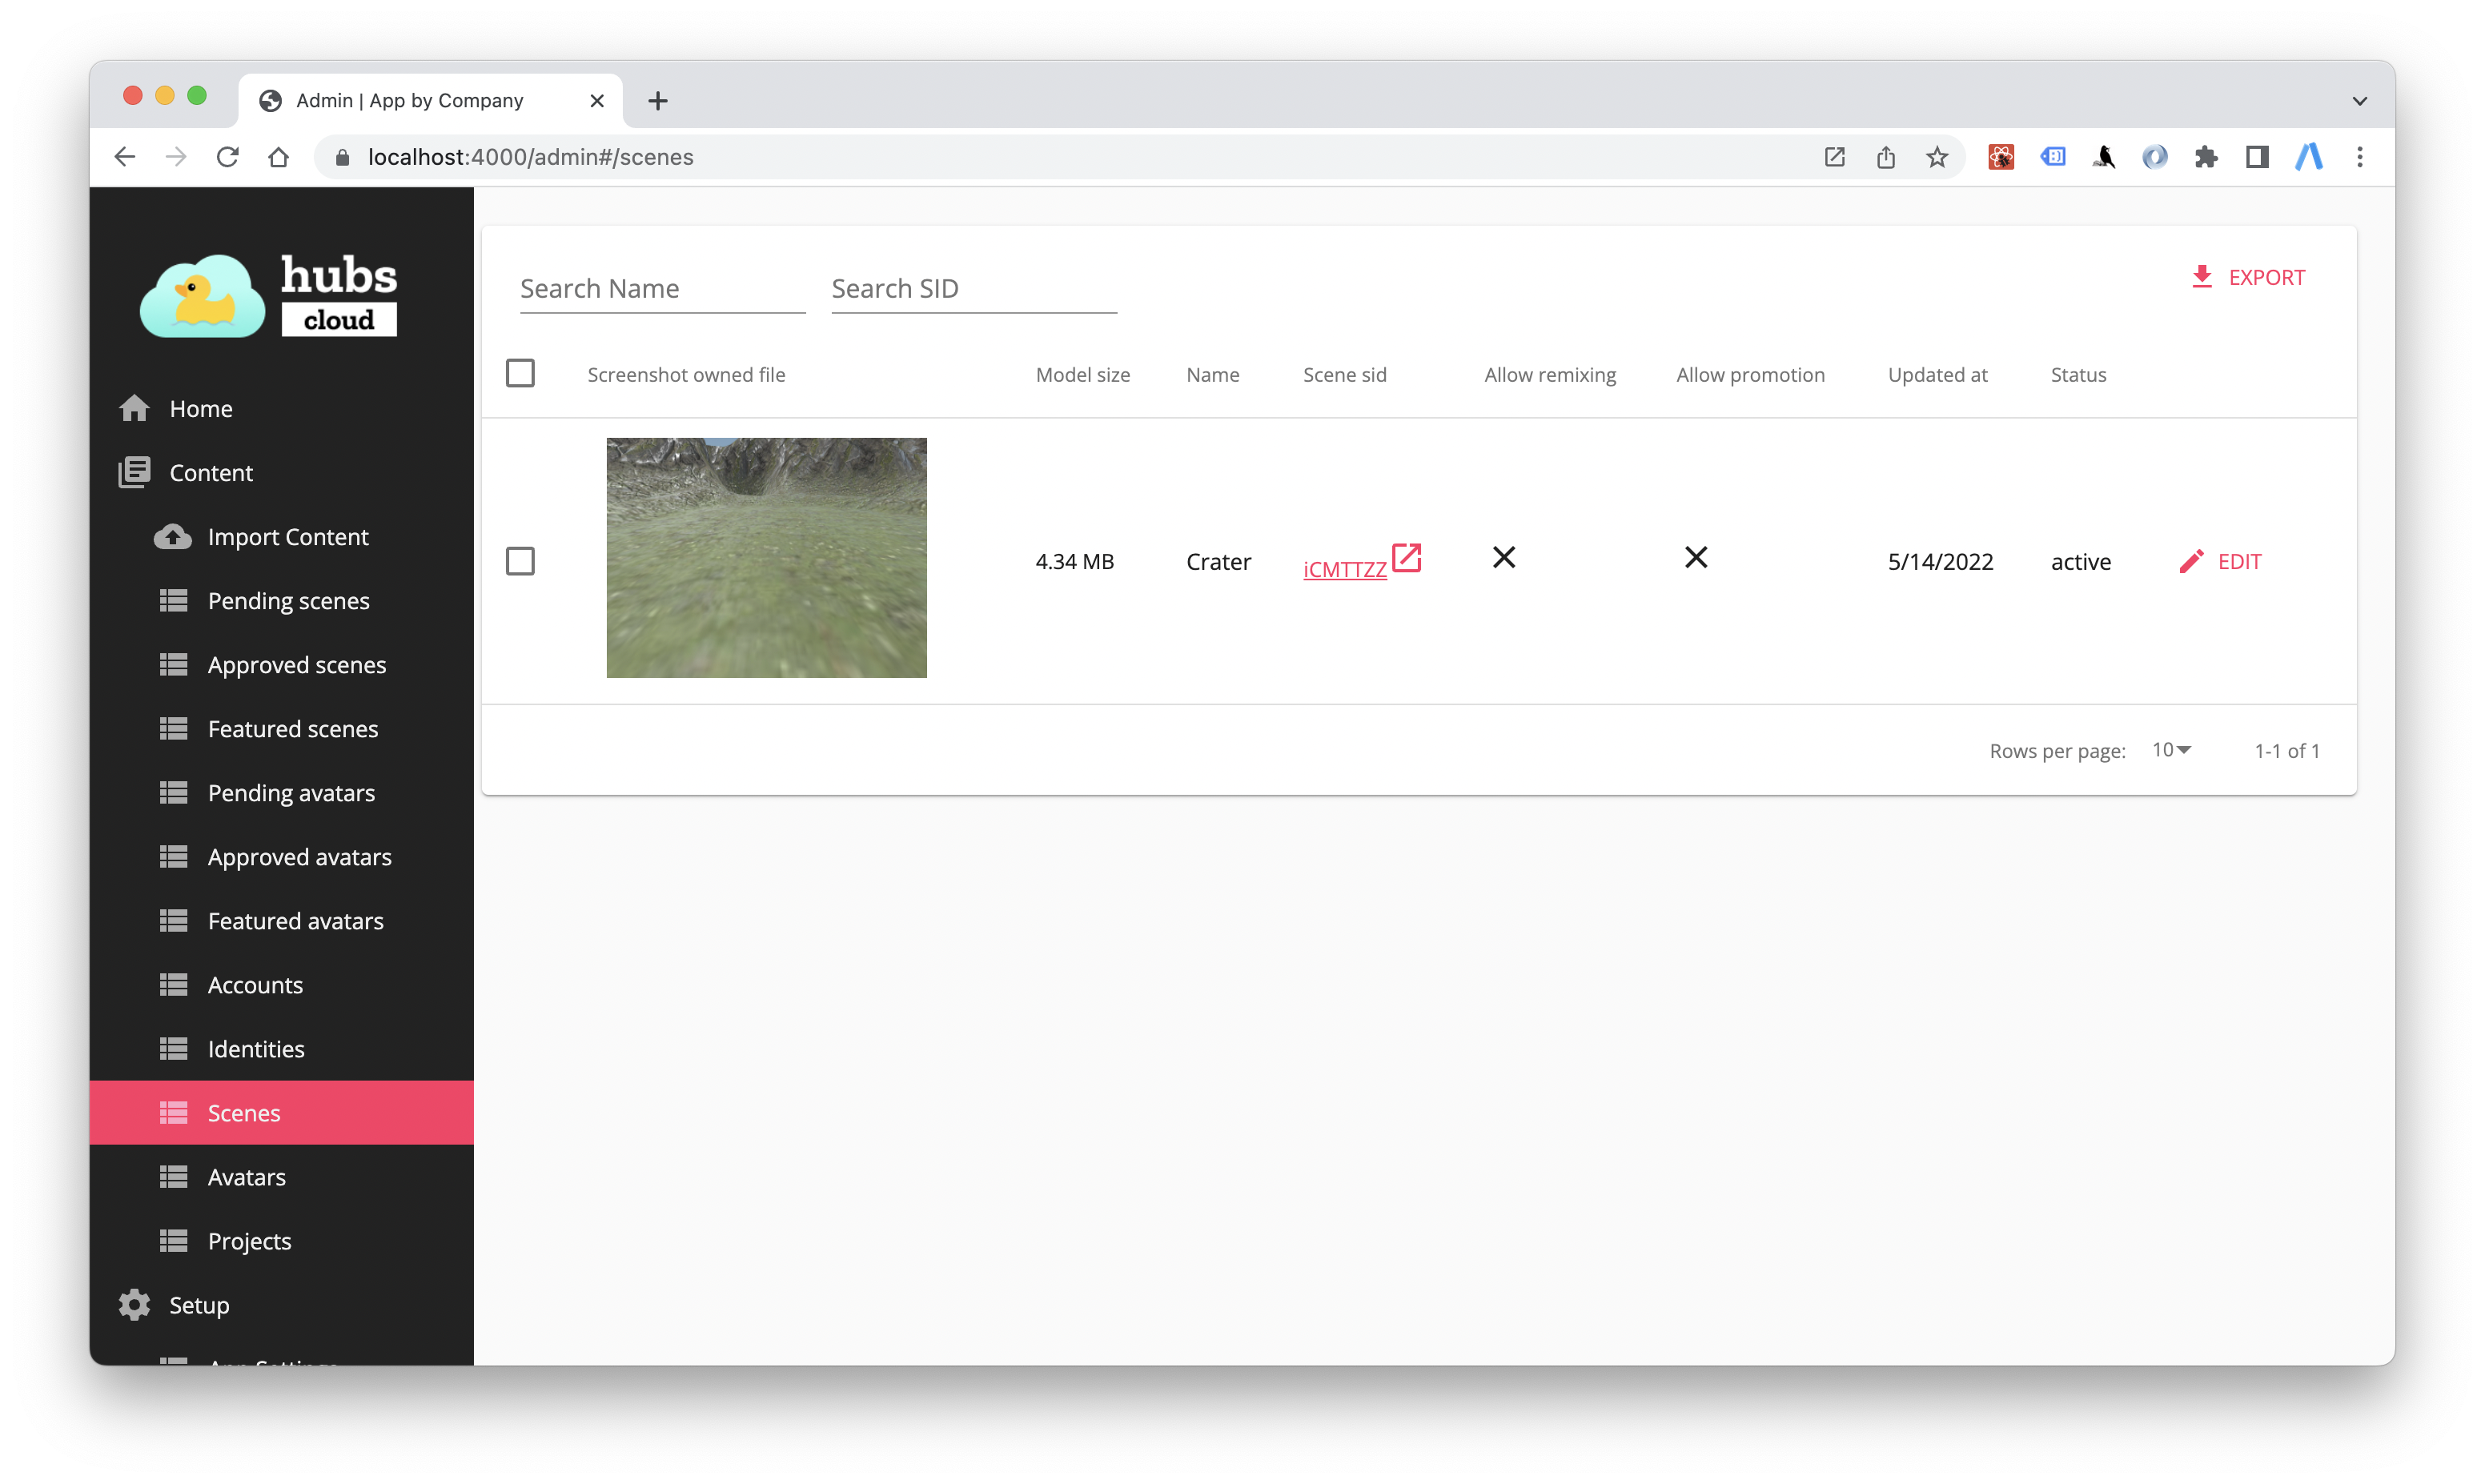 Admin | App by Company
localhost:4000/admin#/scenes
hubs
cloud
Home
Content
Import Content
Pending scenes
Approved scenes
Featured scenes
Pending avatars
Approved avatars
Featured avatars
Accounts
Identities
Scenes
Avatars
Projects
Setup
App Settings
Search Name
Search SID
EXPORT
Screenshot owned file Model size Name Scene sid Allow remixing Allow promotion Updated at Status
4.34 MB Crater iCMTTZZ 5/14/2022 active EDIT
Rows per page: 10 1-1 of 1